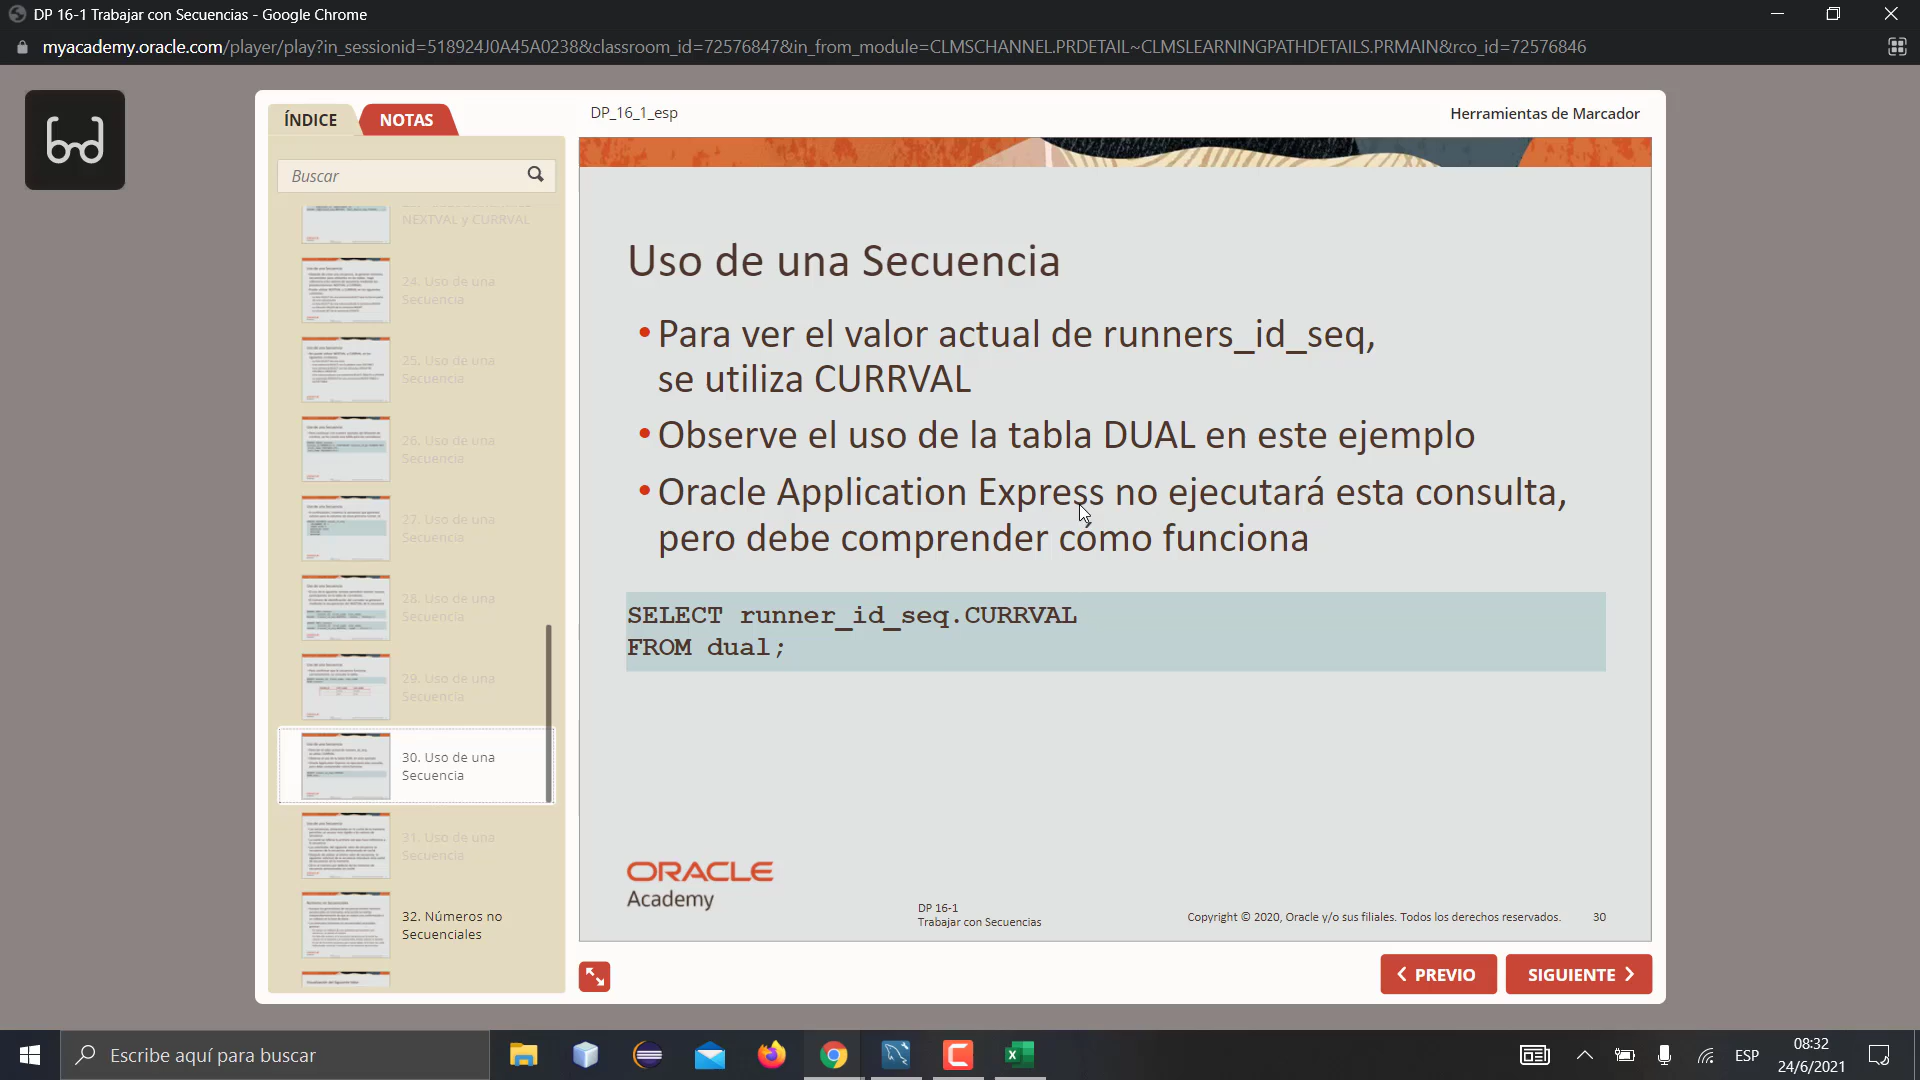 DP 16-1 Trabajar con Secuencias - Google Chrome
myacademy.oracle.com/player/play?in_sessionid=518924J0A45A0238&classroom_id=72576847&in_from_module=CLMSCHANNEL.PRDETAIL~CLMSLEARNINGPATHDETAILS.PRMAIN&rco_id=72576846
ÍNDICE
NOTAS
DP_16_1_esp
Herramientas de Marcador
Buscar
NEXTVAL y CURRVAL
24. Uso de una
Secuencia
25. Uso de una
Secuencia
26. Uso de una
Secuencia
27. Uso de una
Secuencia
28. Uso de una
Secuencia
29. Uso de una
Secuencia
30. Uso de una
Secuencia
31. Uso de una
Secuencia
32. Números no
Secuenciales
Uso de una Secuencia
•Para ver el valor actual de runners_id_seq,
se utiliza CURRVAL
•Observe el uso de la tabla DUAL en este ejemplo
•Oracle Application Express no ejecutará esta consulta,
pero debe comprender cómo funciona
SELECT runner_id_seq.CURRVAL
FROM dual;
ORACLE
Academy
DP 16-1
Trabajar con Secuencias
Copyright © 2020, Oracle y/o sus filiales. Todos los derechos reservados.
30
PREVIO
SIGUIENTE
Escribe aquí para buscar
ESP
08:32
24/6/2021